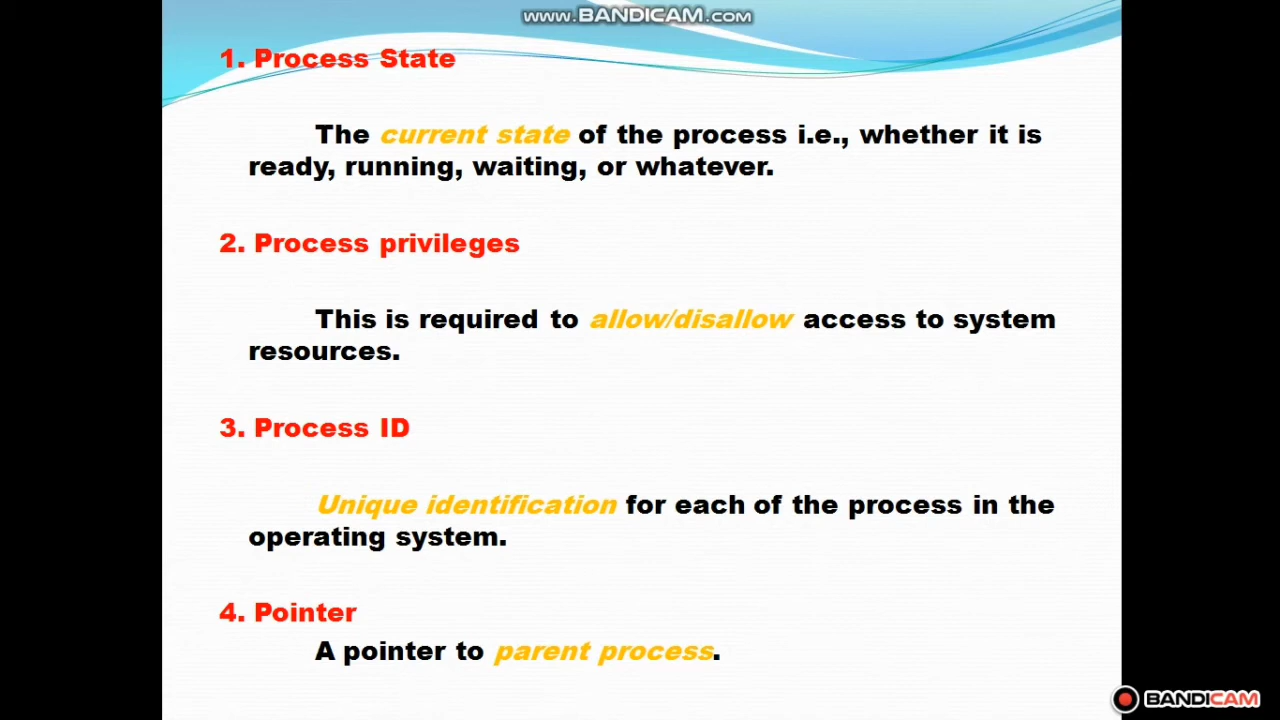 www.BANDICAM.com
1. Process State
The current state of the process i.e., whether it is
ready, running, waiting, or whatever.
2. Process privileges
This is required to allow/disallow access to system
resources.
3. Process ID
Unique identification for each of the process in the
operating system.
4. Pointer
A pointer to parent process.
BANDICAM